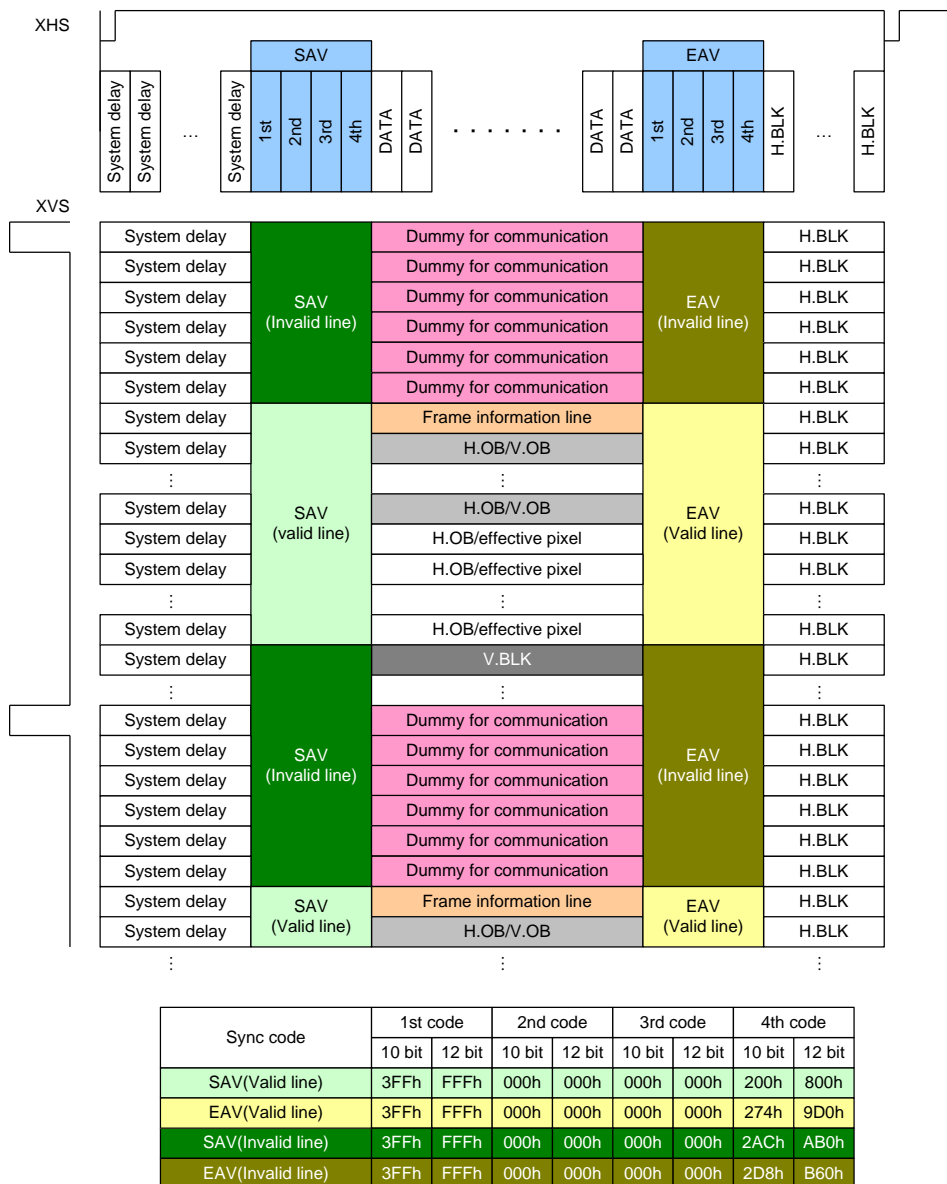 XHS
SAV EAV
System delay System delay … System delay 1st 2nd 3rd 4th DATA DATA . . . . . . . DATA DATA 1st 2nd 3rd 4th H.BLK … H.BLK
XVS
System delay Dummy for communication H.BLK
System delay Dummy for communication H.BLK
System delay Dummy for communication H.BLK
SAV (Invalid line) EAV (Invalid line)
System delay Dummy for communication H.BLK
System delay Dummy for communication H.BLK
System delay Dummy for communication H.BLK
System delay Frame information line H.BLK
System delay H.OB/V.OB H.BLK
⋮ ⋮ ⋮
System delay H.OB/V.OB H.BLK
SAV (valid line) EAV (Valid line)
System delay H.OB/effective pixel H.BLK
System delay H.OB/effective pixel H.BLK
⋮ ⋮ ⋮
System delay H.OB/effective pixel H.BLK
System delay V.BLK H.BLK
⋮ ⋮ ⋮
System delay Dummy for communication H.BLK
System delay Dummy for communication H.BLK
SAV (Invalid line) EAV (Invalid line)
System delay Dummy for communication H.BLK
System delay Dummy for communication H.BLK
System delay Dummy for communication H.BLK
System delay Dummy for communication H.BLK
System delay Frame information line H.BLK
SAV (Valid line) EAV (Valid line)
System delay H.OB/V.OB H.BLK
⋮ ⋮ ⋮
Sync code 1st code 2nd code 3rd code 4th code
10 bit 12 bit 10 bit 12 bit 10 bit 12 bit 10 bit 12 bit
SAV(Valid line) 3FFh FFFh 000h 000h 000h 000h 200h 800h
EAV(Valid line) 3FFh FFFh 000h 000h 000h 000h 274h 9D0h
SAV(Invalid line) 3FFh FFFh 000h 000h 000h 000h 2ACh AB0h
EAV(Invalid line) 3FFh FFFh 000h 000h 000h 000h 2D8h B60h